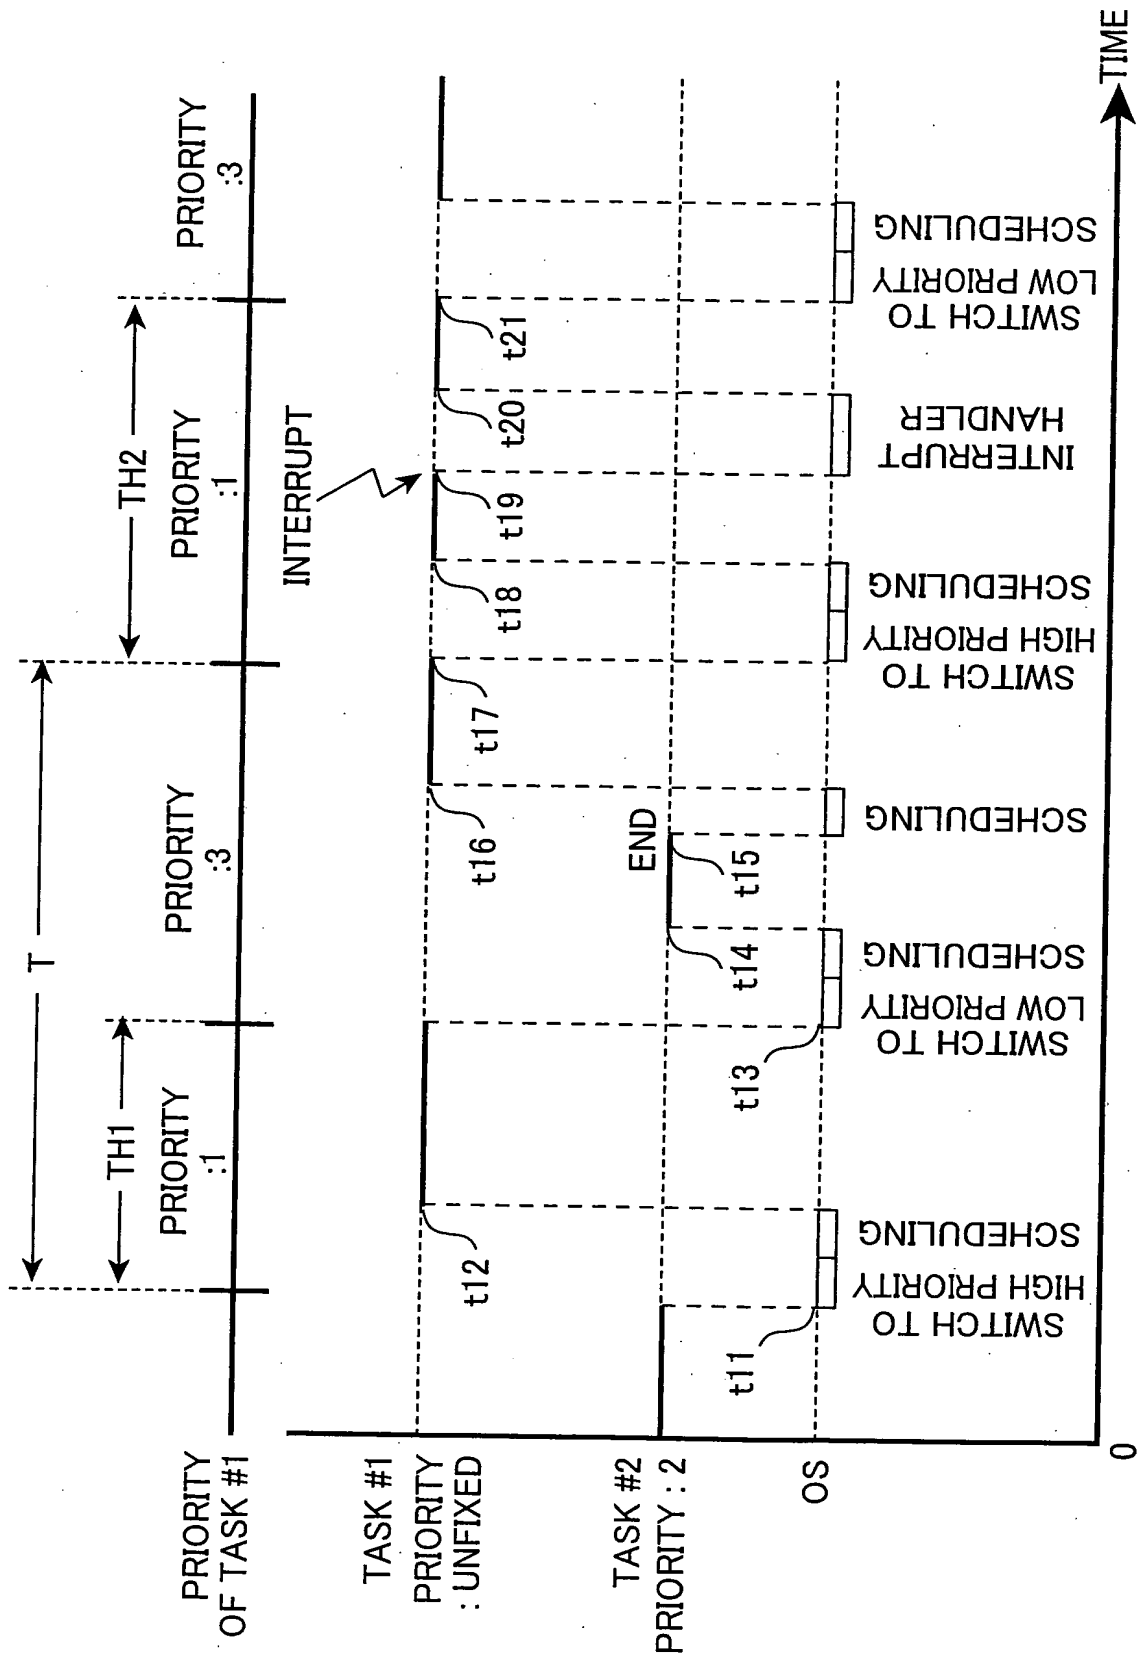 T
TH1
TH2
PRIORITY
OF TASK #1
PRIORITY
:1
PRIORITY
:3
PRIORITY
:1
PRIORITY
:3
INTERRUPT
TASK #1
PRIORITY
: UNFIXED
t12
t16
t17
t18
t19
t20
t21
TASK #2
PRIORITY : 2
END
t11
t13
t14
t15
OS
SWITCH TO
HIGH PRIORITY
SCHEDULING
SWITCH TO
LOW PRIORITY
SCHEDULING
SCHEDULING
SWITCH TO
HIGH PRIORITY
SCHEDULING
INTERRUPT
HANDLER
SWITCH TO
LOW PRIORITY
SCHEDULING
0
TIME